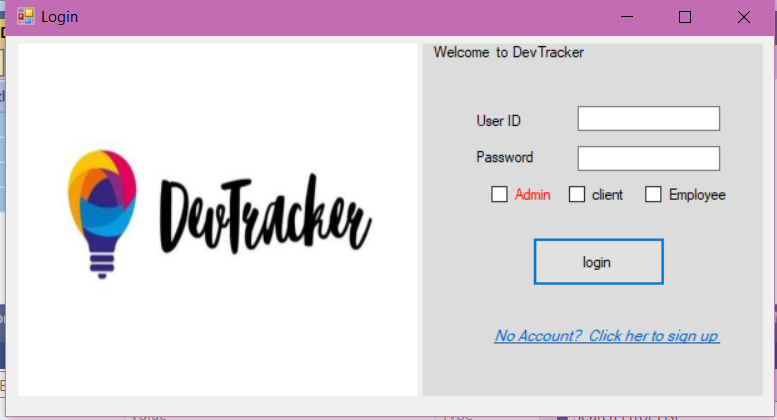 Login
Welcome to DevTracker
User ID
Password
Admin client Employee
login
No Account? Click her to sign up
DevTracker